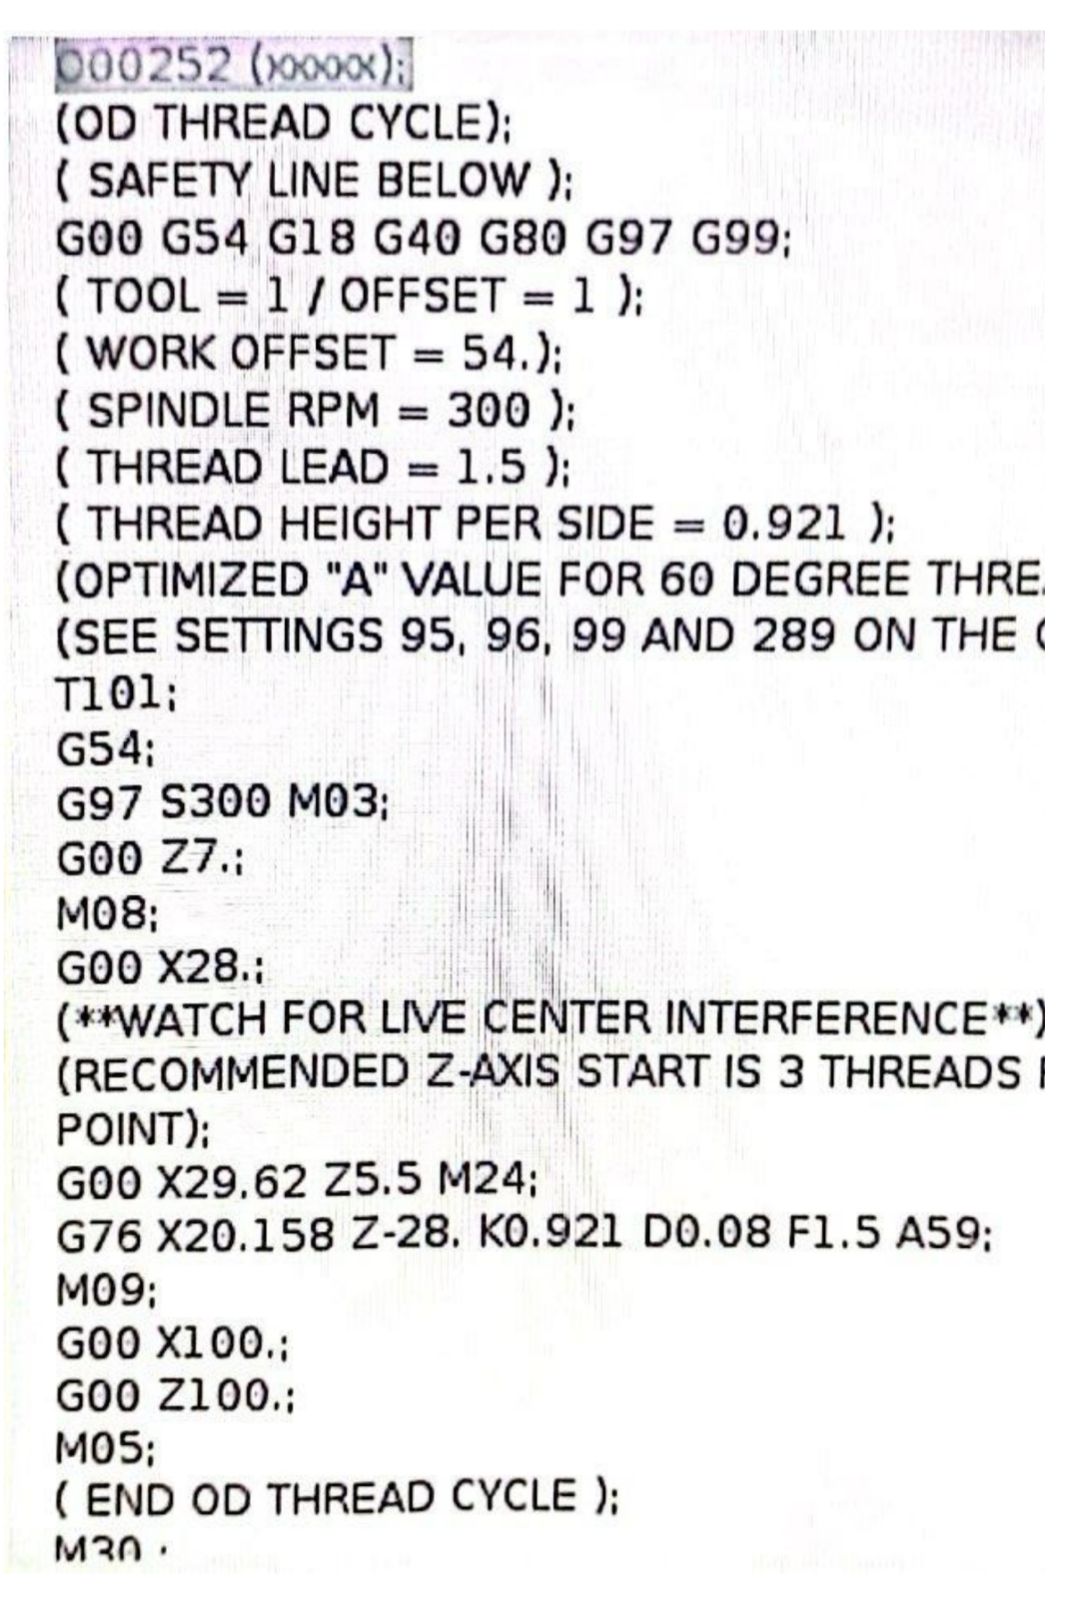 O00252 (xxxxx);
(OD THREAD CYCLE);
( SAFETY LINE BELOW );
G00 G54 G18 G40 G80 G97 G99;
( TOOL = 1 / OFFSET = 1 );
( WORK OFFSET = 54.);
( SPINDLE RPM = 300 );
( THREAD LEAD = 1.5 );
( THREAD HEIGHT PER SIDE = 0.921 );
(OPTIMIZED "A" VALUE FOR 60 DEGREE
(SEE SETTINGS 95, 96, 99 AND 289 ON THE
T101;
G54;
G97 S300 M03;
G00 Z7.;
M08;
G00 X28.;
(**WATCH FOR LIVE CENTER INTERFERENCE**)
(RECOMMENDED Z-AXIS START IS 3 THREADS
POINT);
G00 X29.62 Z5.5 M24;
G76 X20.158 Z-28. K0.921 D0.08 F1.5 A59;
M09;
G00 X100.;
G00 Z100.;
M05;
( END OD THREAD CYCLE );
M30 ;